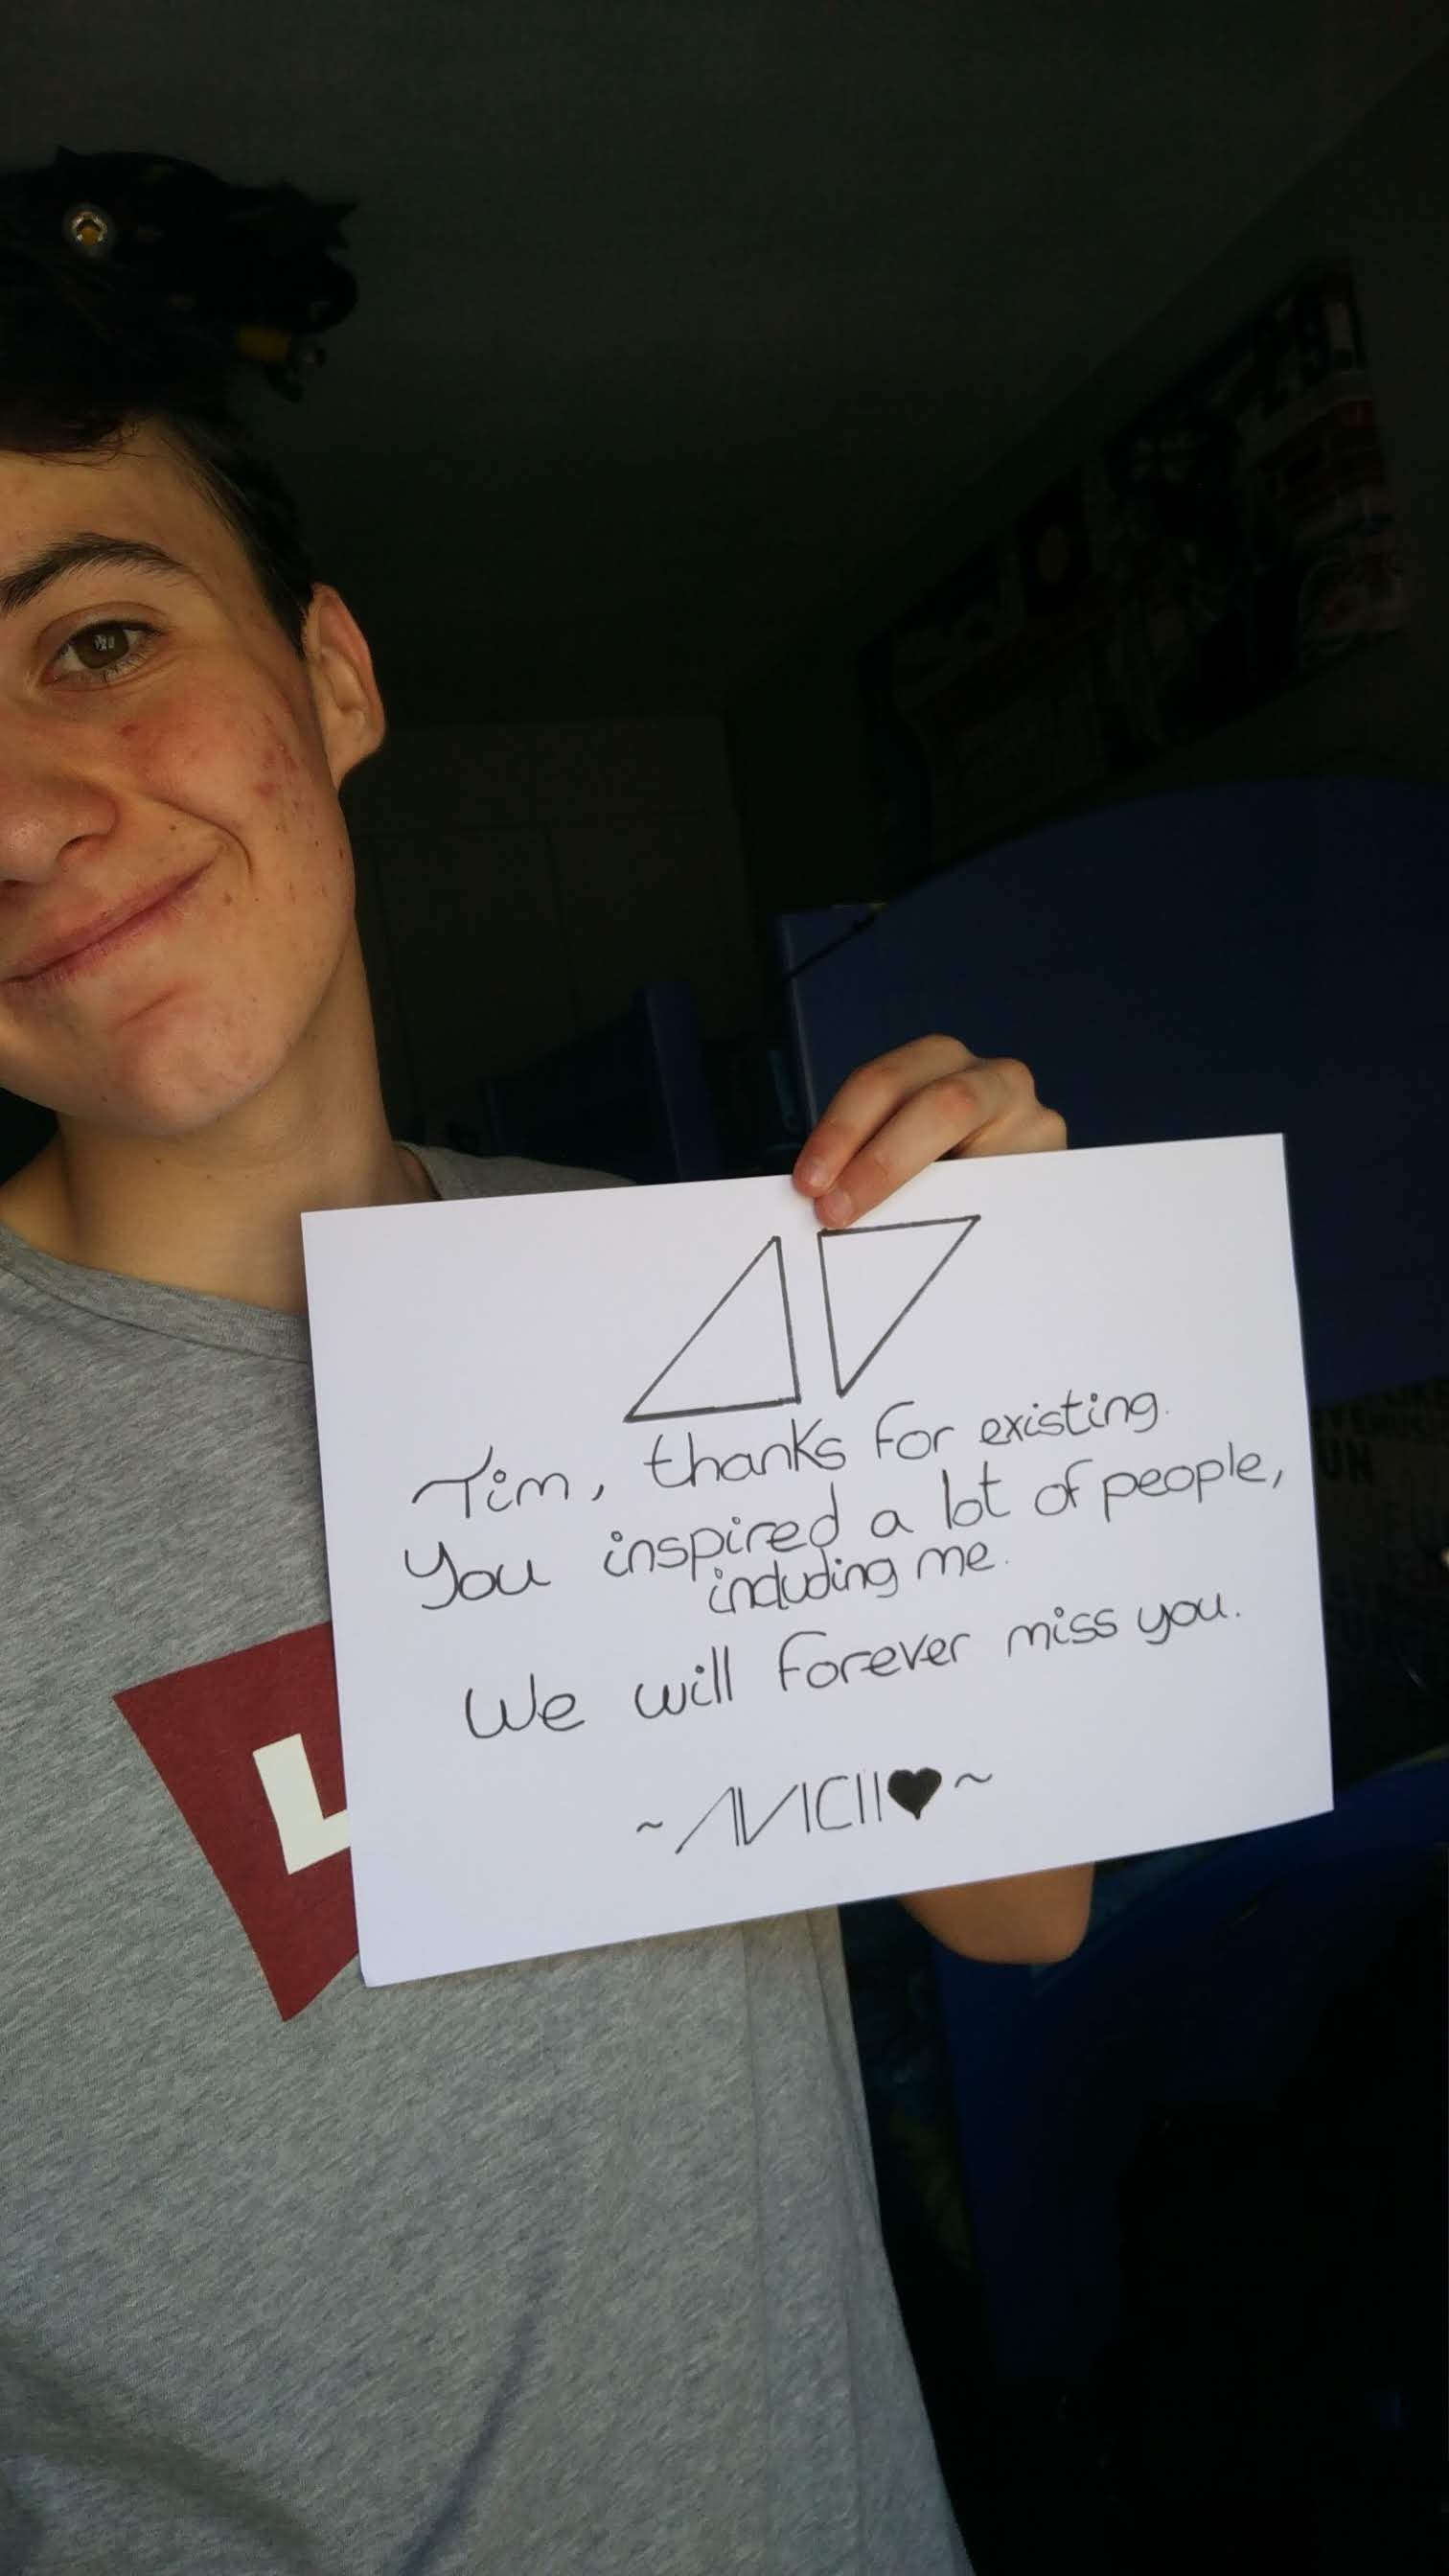 Tim, thanks for existing.
You inspired a lot of people,
including me.
We will forever miss you.
~AVICII♥~
L